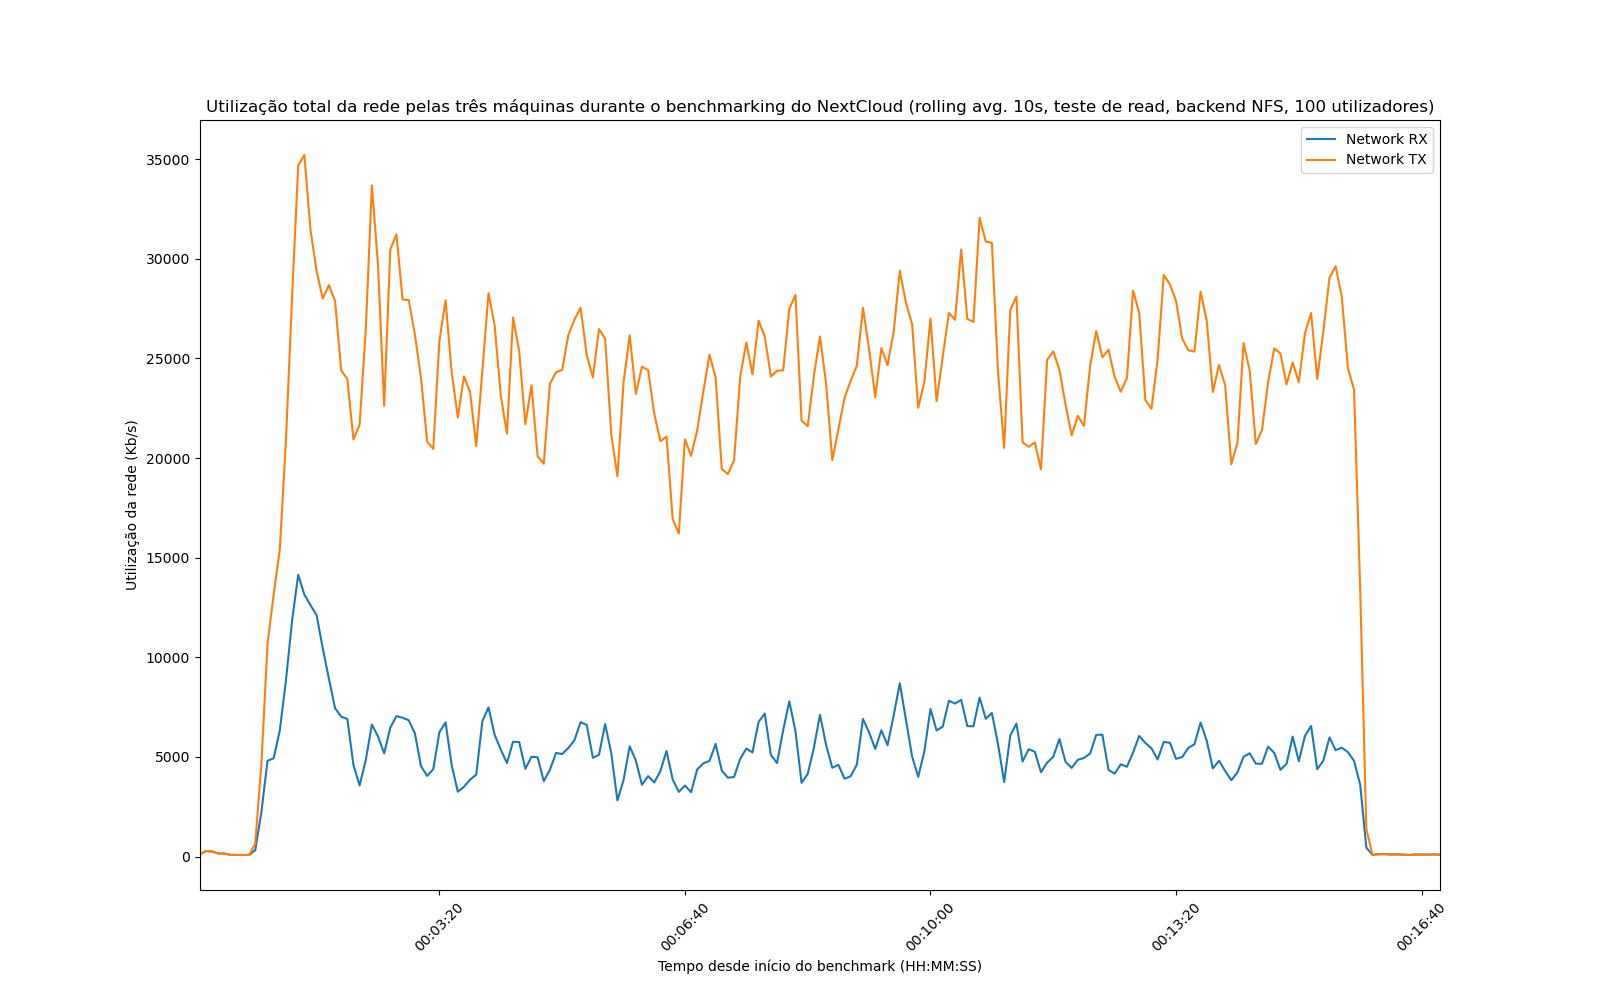 Utilização total da rede pelas três máquinas durante o benchmarking do NextCloud (rolling avg. 10s, teste de read, backend NFS, 100 utilizadores)
Network RX
Network TX
35000
30000
25000
20000
15000
10000
5000
0
Utilização da rede (Kb/s)
00:03:20
00:06:40
00:10:00
00:13:20
00:16:40
Tempo desde início do benchmark (HH:MM:SS)